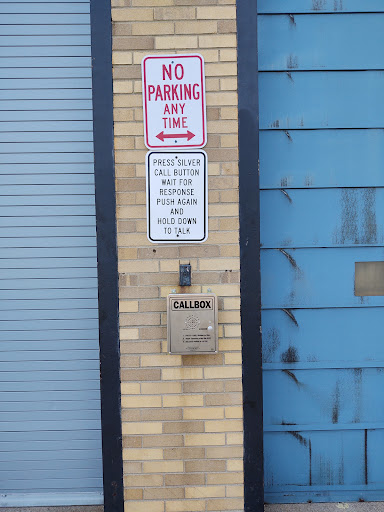 NO
PARKING
ANY
TIME
PRESS SILVER
CALL BUTTON
WAIT FOR
RESPONSE
PUSH AGAIN
AND
HOLD DOWN
TO TALK
CALLBOX